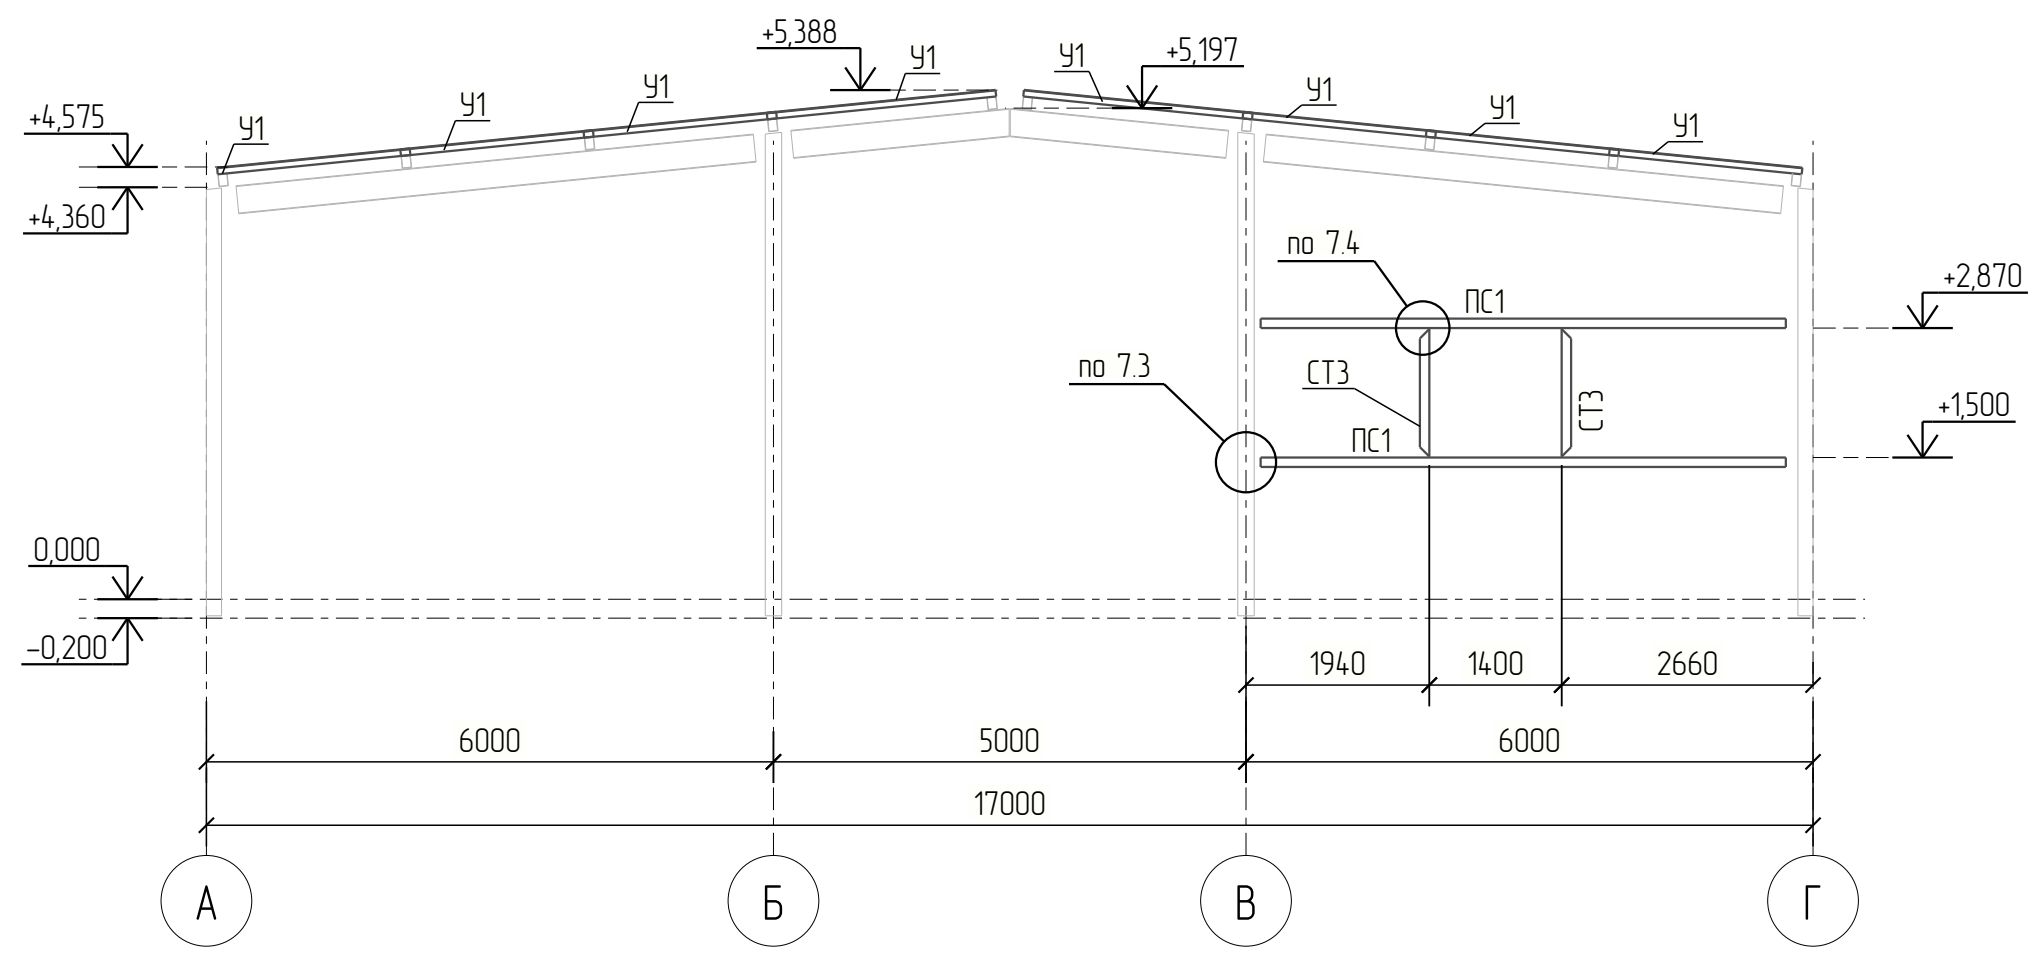 +5,388
У1
У1
+5,197
У1
У1
У1
У1
У1
+4,575
У1
+4,360
по 7.4
ПС1
+2,870
по 7.3
СТ3
СТ3
ПС1
+1,500
0,000
-0,200
1940
1400
2660
6000
5000
6000
17000
А
Б
В
Г